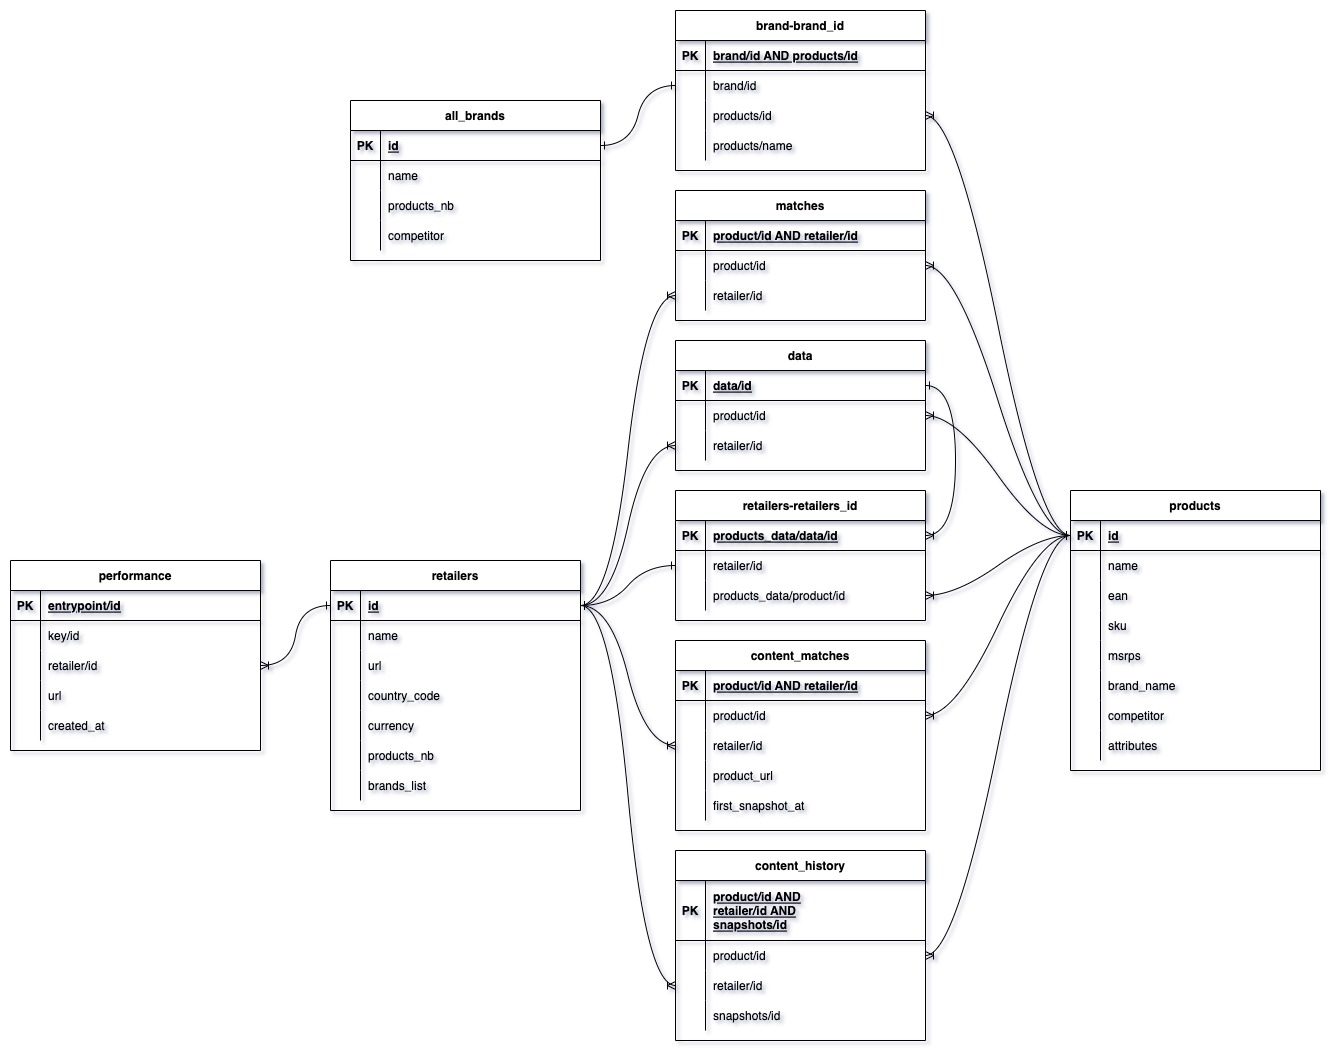 brand-brand_id
PK brand/id AND products/id
brand/id
products/id
products/name
all_brands
PK id
name
products_nb
competitor
matches
PK product/id AND retailer/id
product/id
retailer/id
data
PK data/id
product/id
retailer/id
retailers-retailers_id
PK products_data/data/id
retailer/id
products_data/product/id
products
PK id
name
ean
sku
msrps
brand_name
competitor
attributes
performance
PK entrypoint/id
key/id
retailer/id
url
created_at
retailers
PK id
name
url
country_code
currency
products_nb
brands_list
content_matches
PK product/id AND retailer/id
product/id
retailer/id
product_url
first_snapshot_at
content_history
product/id AND
PK retailer/id AND
snapshots/id
product/id
retailer/id
snapshots/id